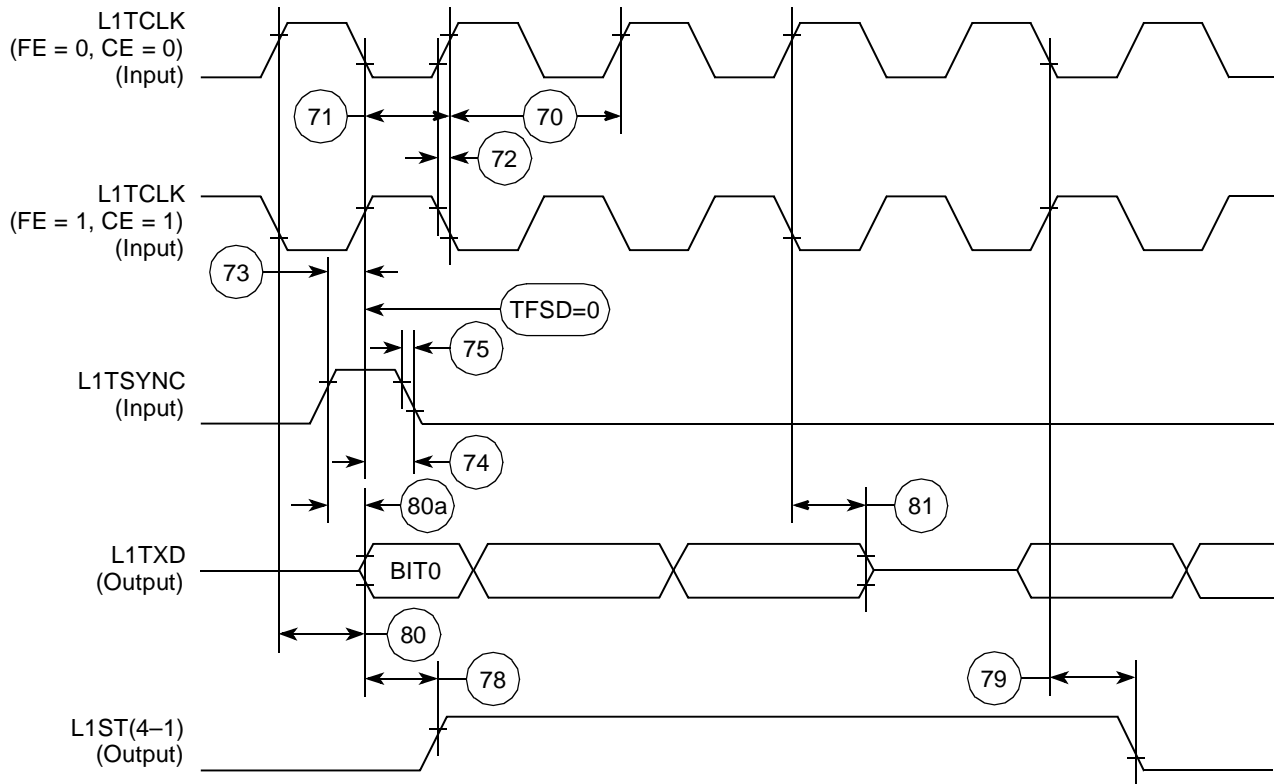 L1TCLK
(FE = 0, CE = 0)
(Input)
71
70
72
L1TCLK
(FE = 1, CE = 1)
(Input)
73
TFSD=0
75
L1TSYNC
(Input)
74
80a
81
L1TXD
(Output)
BIT0
80
78
79
L1ST(4–1)
(Output)